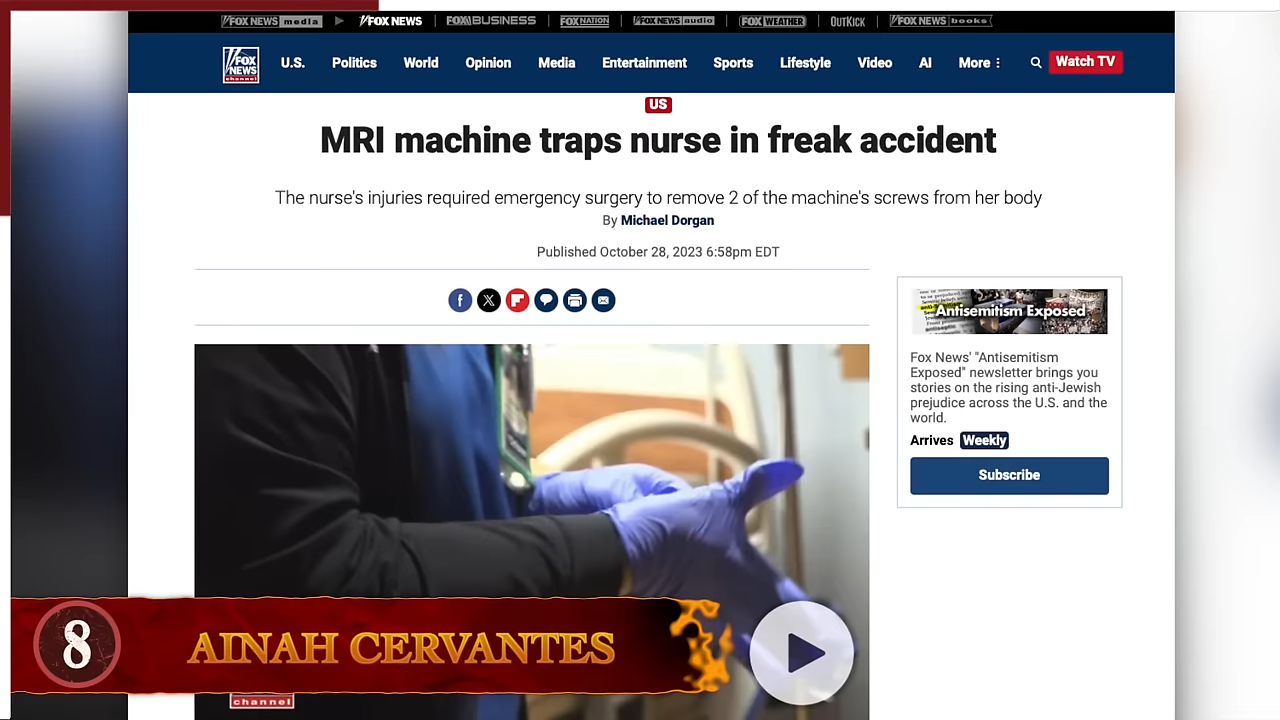 FOX NEWS media
FOX NEWS
FOX BUSINESS
FOX NATION
FOX NEWS audio
FOX WEATHER
OUTKICK
FOX NEWS books
FOX
NEWS
channel
U.S.
Politics
World
Opinion
Media
Entertainment
Sports
Lifestyle
Video
AI
More
Watch TV
US
MRI machine traps nurse in freak accident
The nurse's injuries required emergency surgery to remove 2 of the machine's screws from her body
By Michael Dorgan
Published October 28, 2023 6:58pm EDT
Antisemitism Exposed
Fox News' "Antisemitism
Exposed" newsletter brings you
stories on the rising anti-Jewish
prejudice across the U.S. and the
world.
Arrives Weekly
Subscribe
8
AINAH CERVANTES
channel